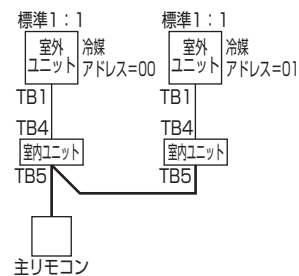 標準1:1
室外
ユニット
冷媒
アドレス=00
TB1
TB4
室内ユニット
TB5
標準1:1
室外
ユニット
冷媒
アドレス=01
TB1
TB4
室内ユニット
TB5
主リモコン